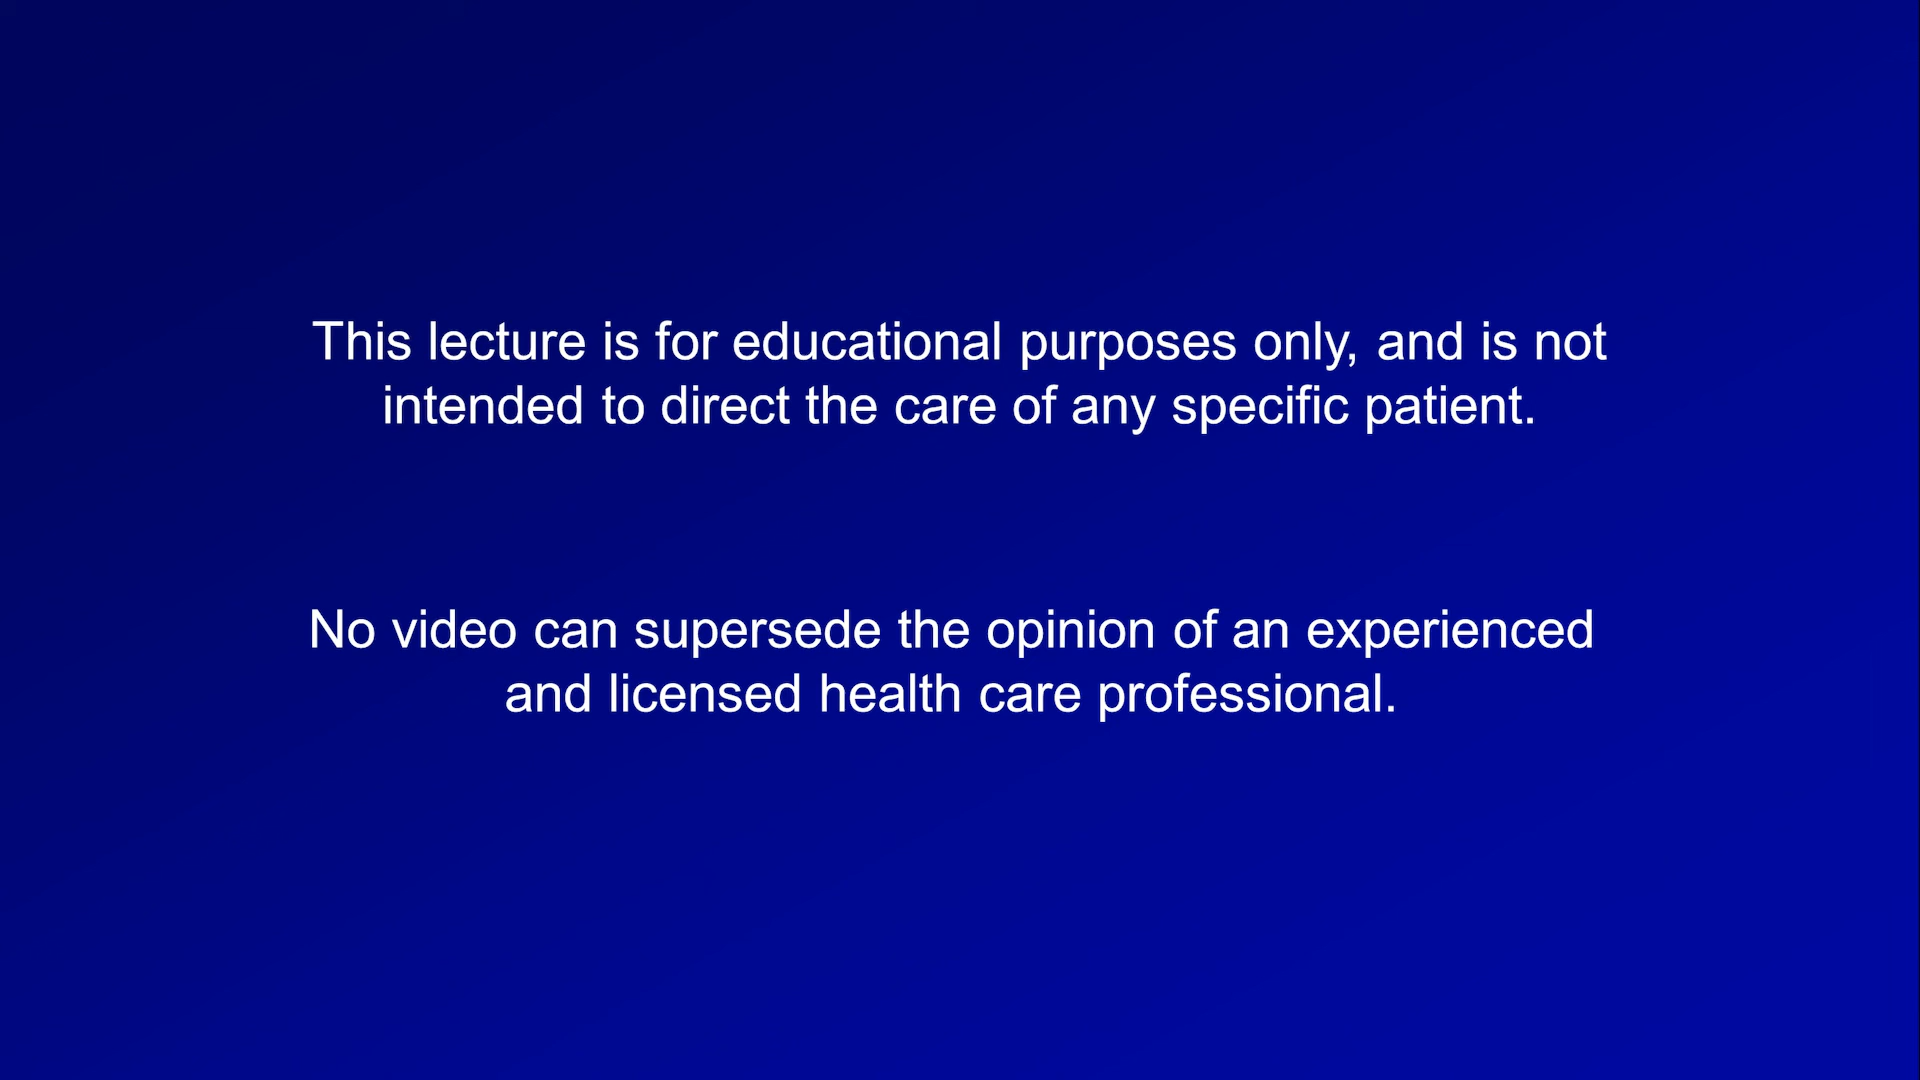 This lecture is for educational purposes only, and is not
intended to direct the care of any specific patient.
No video can supersede the opinion of an experienced
and licensed health care professional.